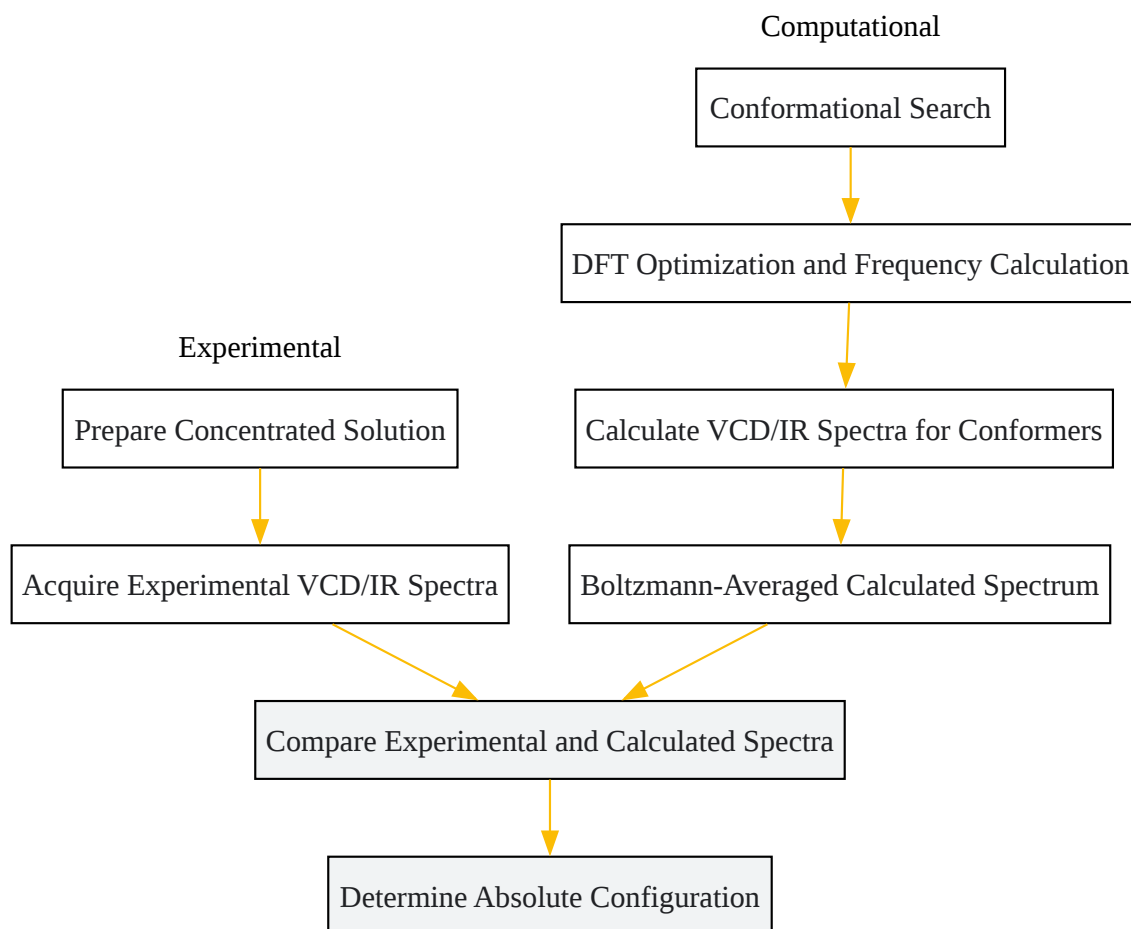 Computational
Conformational Search
DFT Optimization and Frequency Calculation
Experimental
Prepare Concentrated Solution
Calculate VCD/IR Spectra for Conformers
Acquire Experimental VCD/IR Spectra
Boltzmann-Averaged Calculated Spectrum
Compare Experimental and Calculated Spectra
Determine Absolute Configuration